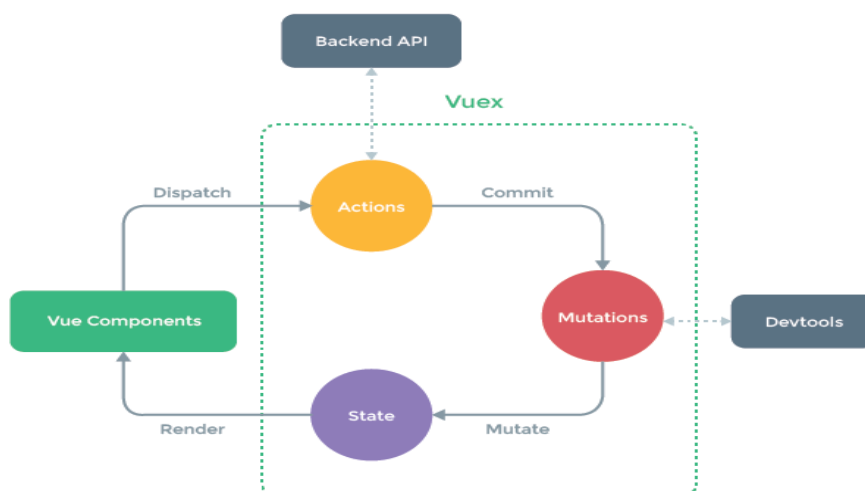 Backend API
Vuex
Dispatch
Actions
Commit
Vue Components
Mutations
Devtools
Render
State
Mutate